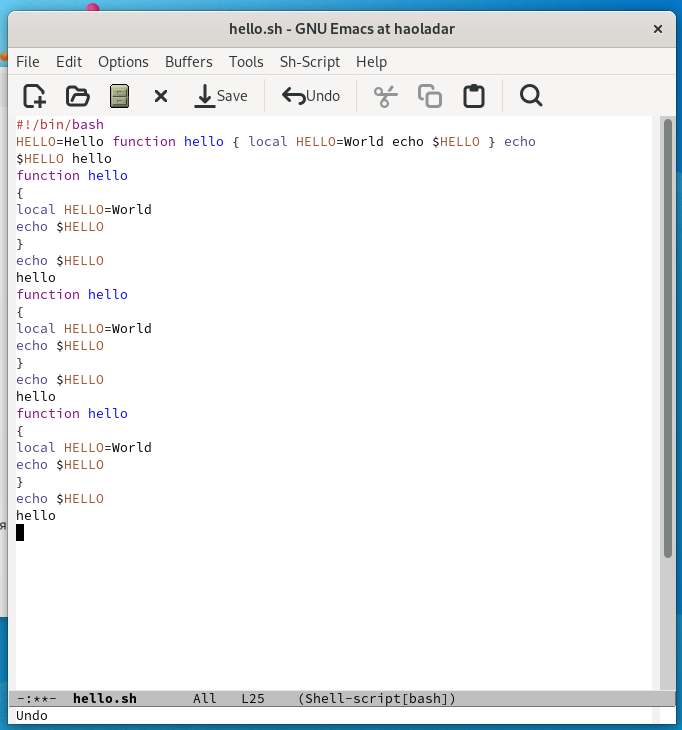 hello.sh - GNU Emacs at haoladar
File Edit Options Buffers Tools Sh-Script Help
Save Undo
#!/bin/bash
HELLO=Hello function hello { local HELLO=World echo $HELLO } echo
$HELLO hello
function hello
{
local HELLO=World
echo $HELLO
}
echo $HELLO
hello
function hello
{
local HELLO=World
echo $HELLO
}
echo $HELLO
hello
function hello
{
local HELLO=World
echo $HELLO
}
echo $HELLO
hello
я
-:**- hello.sh All L25 (Shell-script[bash])
Undo